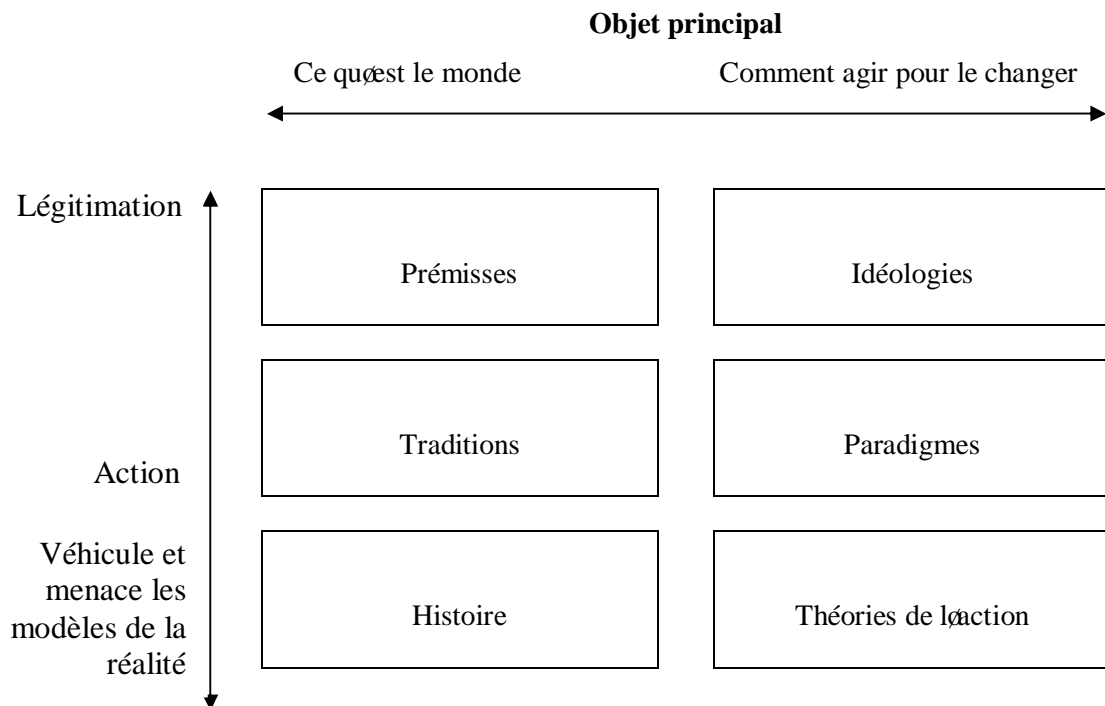 Objet principal
Ce quøest le monde
Comment agir pour le changer
Légitimation
Prémisses
Idéologies
Traditions
Paradigmes
Action
Véhicule et
menace les
modèles de la
réalité
Histoire
Théories de løaction